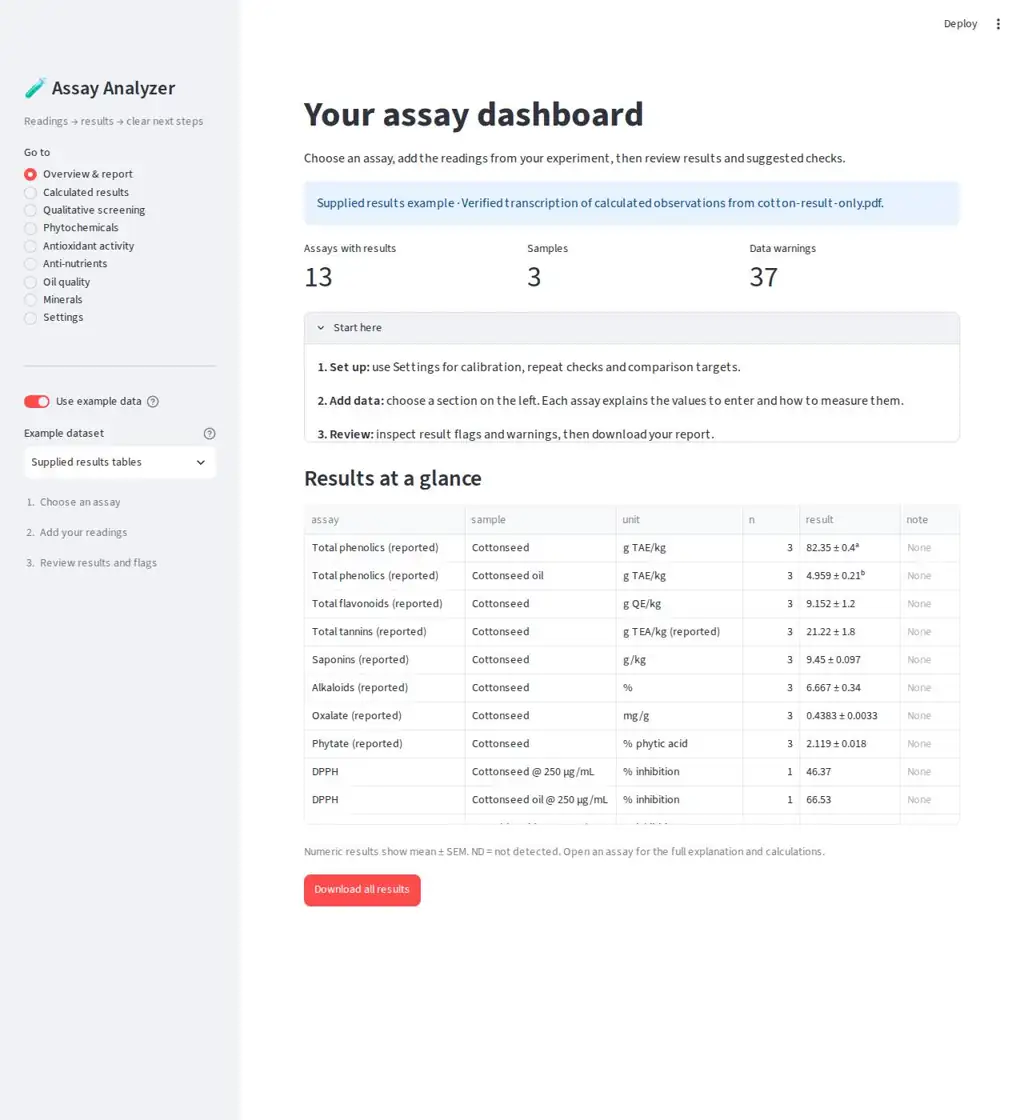 Deploy
🧪 Assay Analyzer
Readings → results → clear next steps
Go to
Overview & report
Calculated results
Qualitative screening
Phytochemicals
Antioxidant activity
Anti-nutrients
Oil quality
Minerals
Settings
Use example data
Example dataset
Supplied results tables
1. Choose an assay
2. Add your readings
3. Review results and flags
Your assay dashboard
Choose an assay, add the readings from your experiment, then review results and suggested checks.
Supplied results example · Verified transcription of calculated observations from cotton-result-only.pdf.
Assays with results Samples Data warnings
13 3 37
Start here
1. Set up: use Settings for calibration, repeat checks and comparison targets.
2. Add data: choose a section on the left. Each assay explains the values to enter and how to measure them.
3. Review: inspect result flags and warnings, then download your report.
Results at a glance
assay sample unit n result note
Total phenolics (reported) Cottonseed g TAE/kg 3 82.35 ± 0.4ᵃ None
Total phenolics (reported) Cottonseed oil g TAE/kg 3 4.959 ± 0.21ᵇ None
Total flavonoids (reported) Cottonseed g QE/kg 3 9.152 ± 1.2 None
Total tannins (reported) Cottonseed g TEA/kg (reported) 3 21.22 ± 1.8 None
Saponins (reported) Cottonseed g/kg 3 9.45 ± 0.097 None
Alkaloids (reported) Cottonseed % 3 6.667 ± 0.34 None
Oxalate (reported) Cottonseed mg/g 3 0.4383 ± 0.0033 None
Phytate (reported) Cottonseed % phytic acid 3 2.119 ± 0.018 None
DPPH Cottonseed @ 250 µg/mL % inhibition 1 46.37 None
DPPH Cottonseed oil @ 250 µg/mL % inhibition 1 66.53 None
Numeric results show mean ± SEM. ND = not detected. Open an assay for the full explanation and calculations.
Download all results